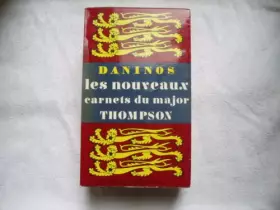 DANINOS
les nouveaux
carnets du major
THOMPSON